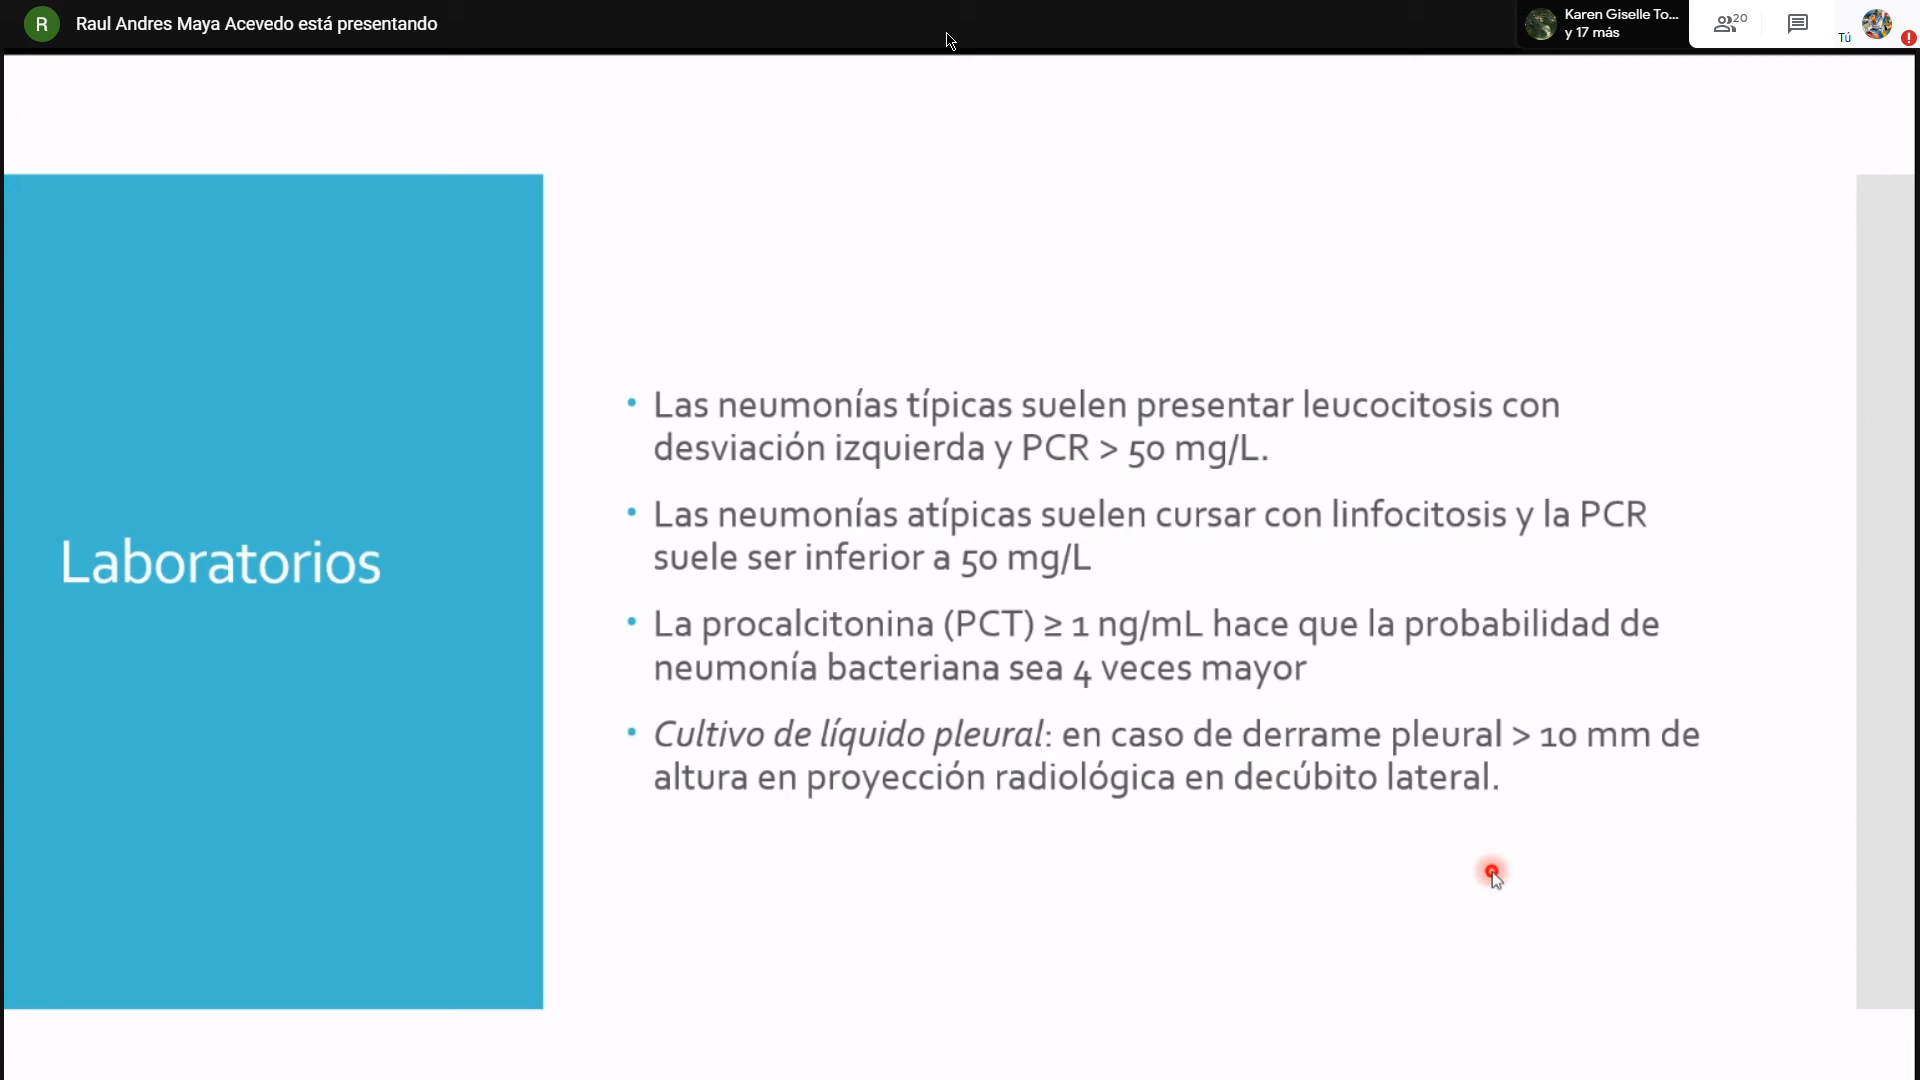 R Raul Andres Maya Acevedo está presentando
Karen Giselle To...
y 17 más
20
Tú
Laboratorios
• Las neumonías típicas suelen presentar leucocitosis con
desviación izquierda y PCR > 50 mg/L.
• Las neumonías atípicas suelen cursar con linfocitosis y la PCR
suele ser inferior a 50 mg/L
• La procalcitonina (PCT) ≥ 1 ng/mL hace que la probabilidad de
neumonía bacteriana sea 4 veces mayor
• Cultivo de líquido pleural: en caso de derrame pleural > 10 mm de
altura en proyección radiológica en decúbito lateral.